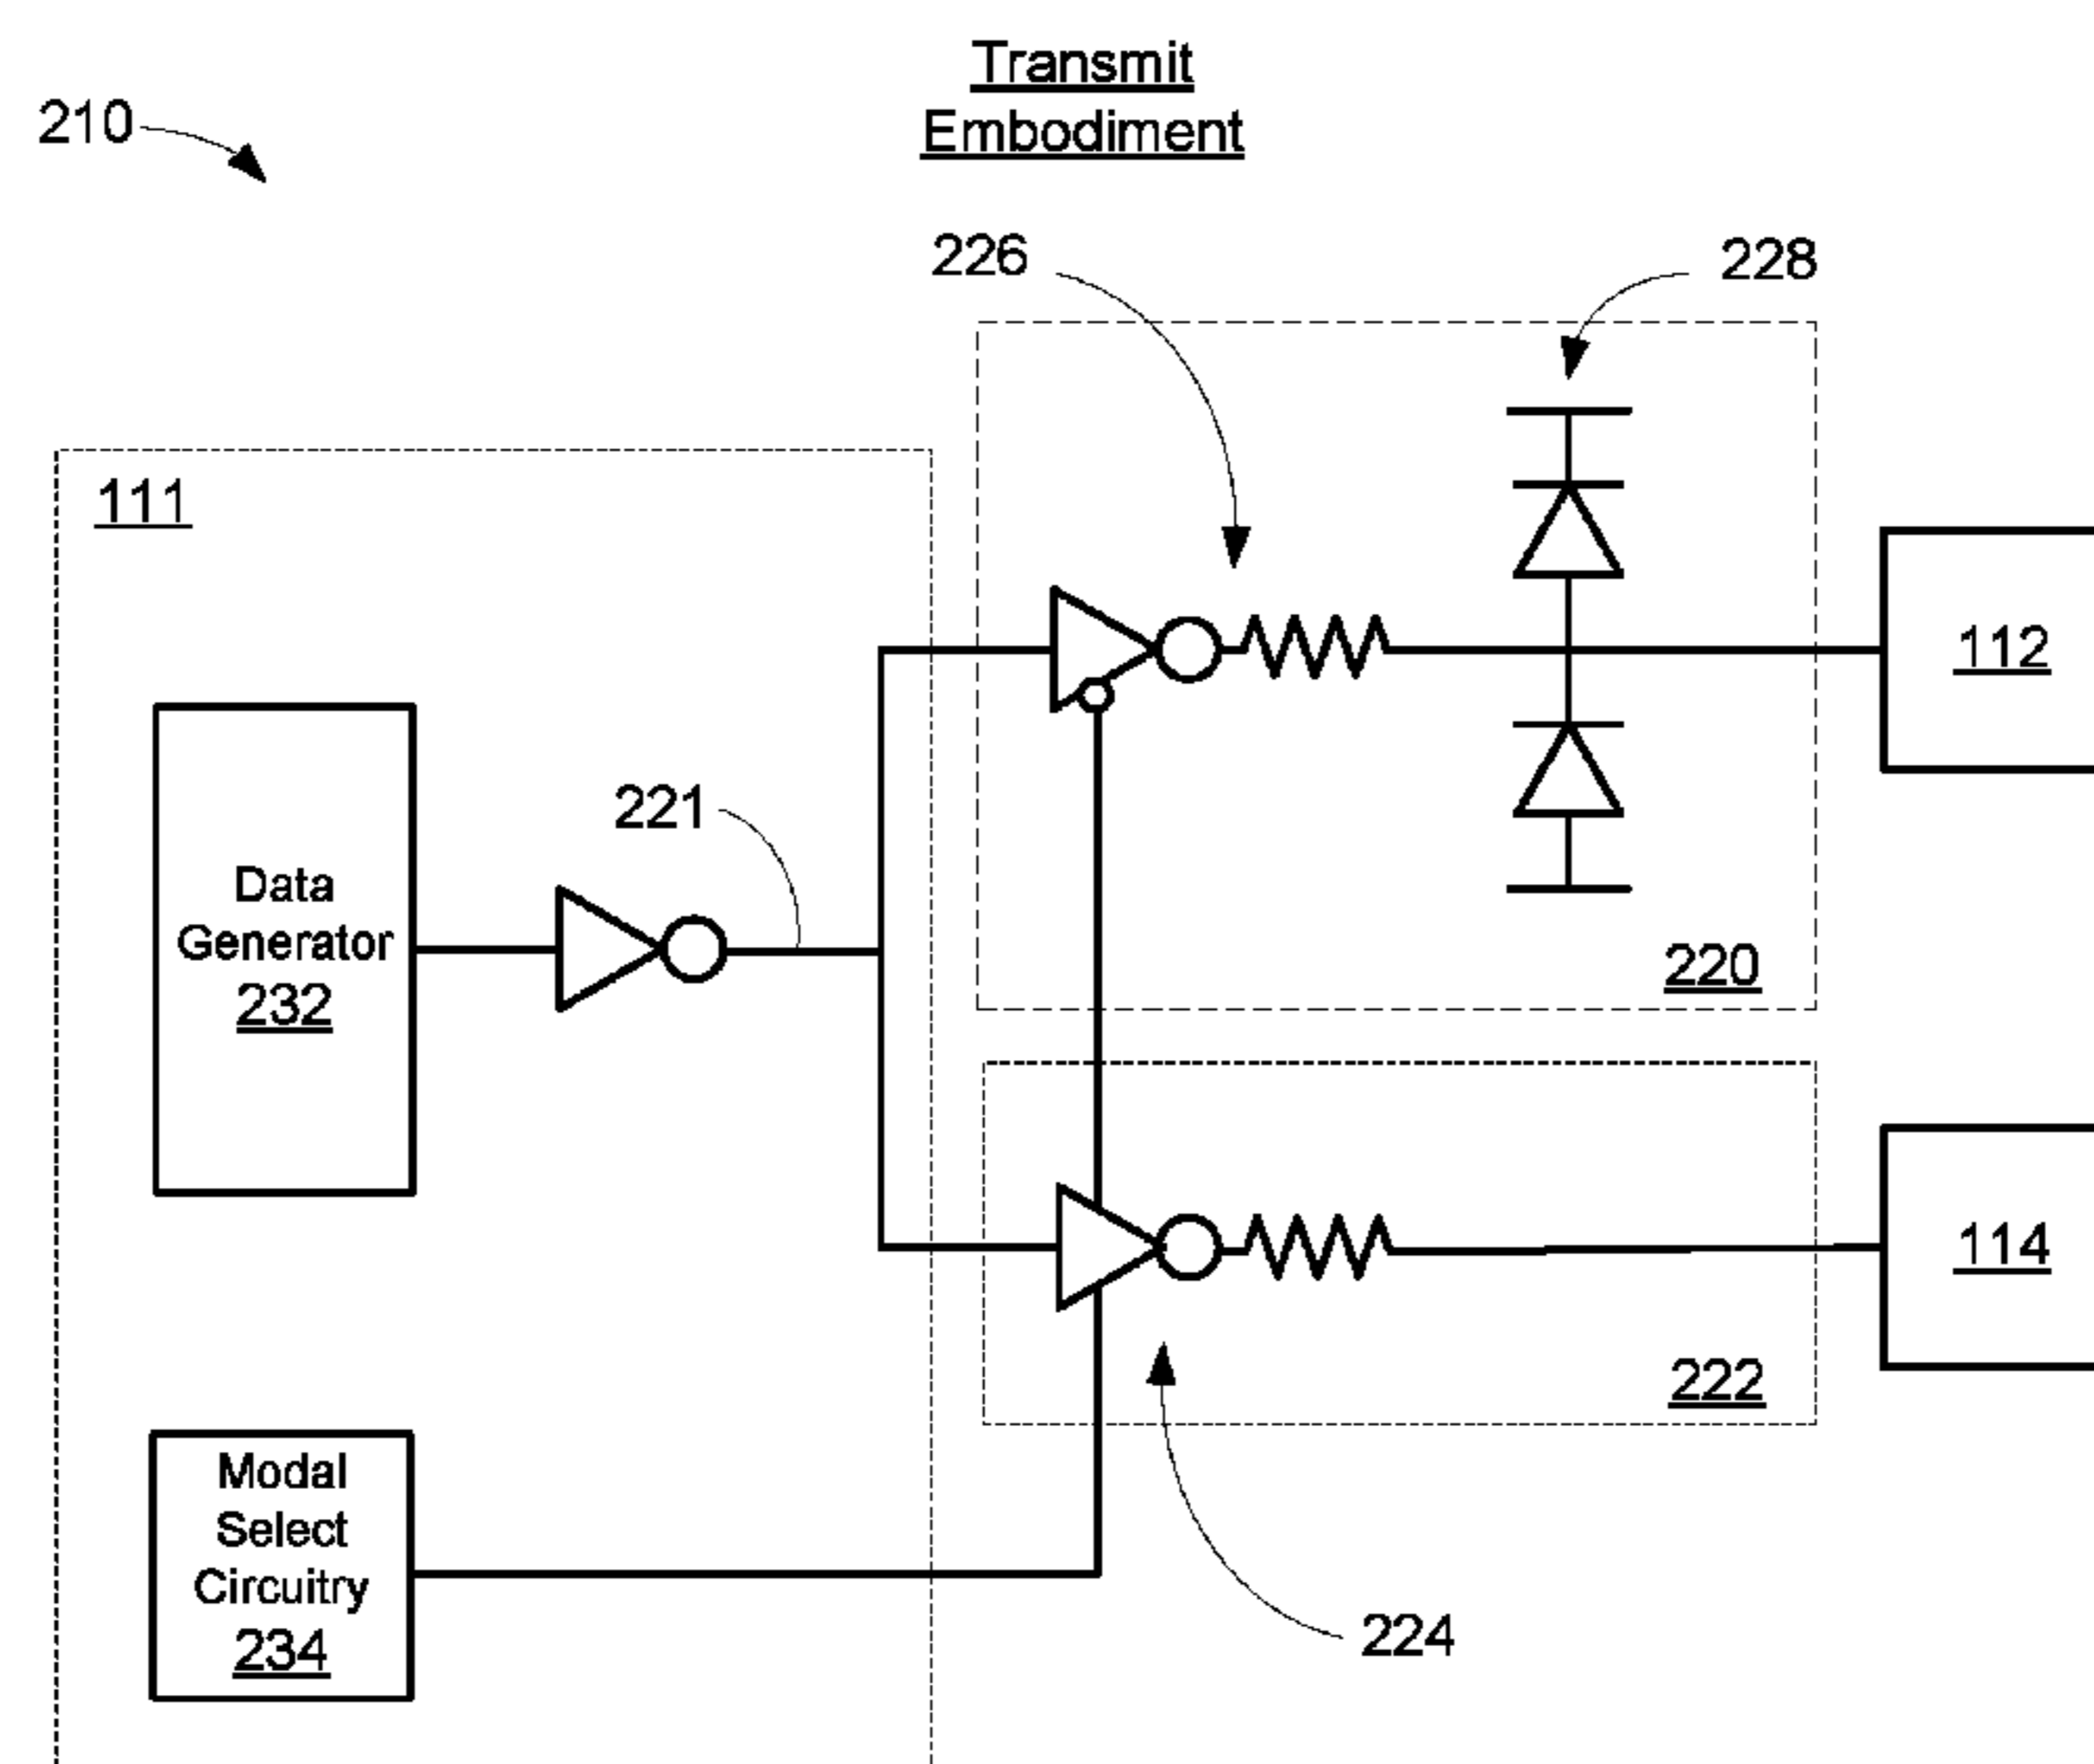 Transmit
Embodiment
210
226
228
111
112
221
Data
Generator
232
220
114
222
Modal
Select
Circuitry
234
224